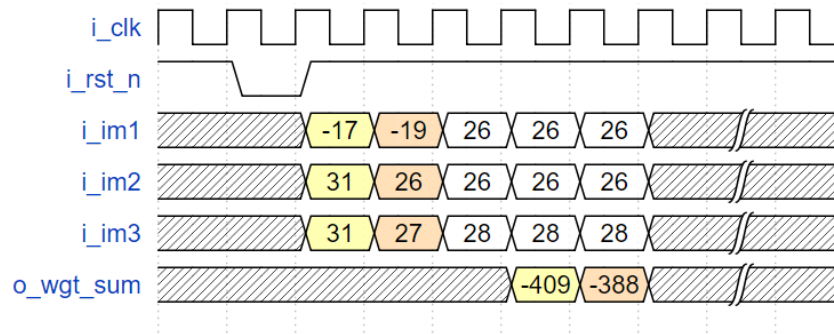 i_clk
i_rst_n
i_im1 -17 -19 26 26 26
i_im2 31 26 26 26 26
i_im3 31 27 28 28 28
o_wgt_sum -409 -388